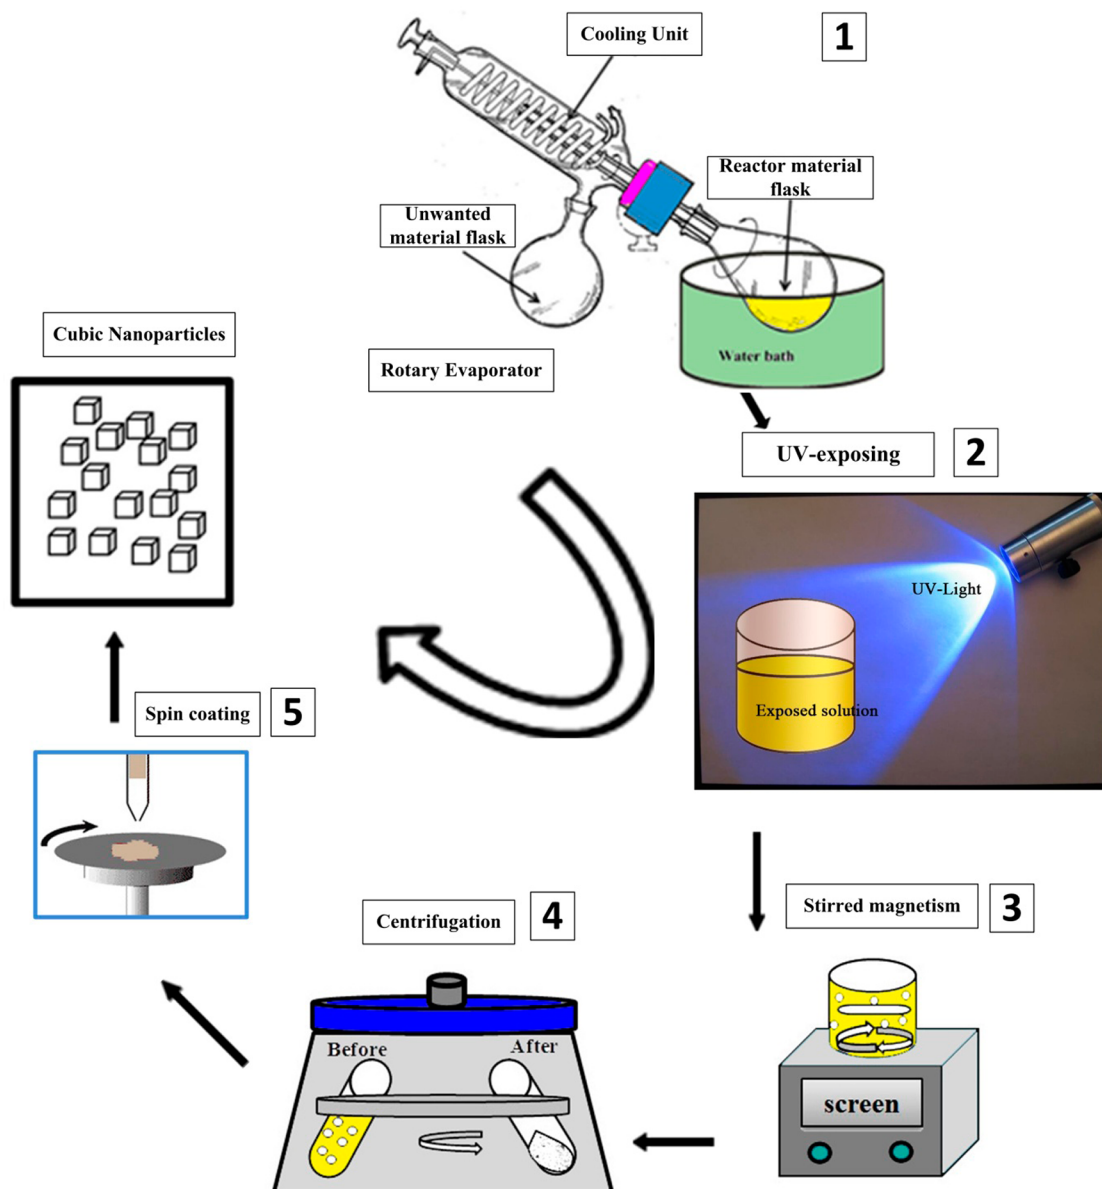 Cooling Unit
1
Reactor material
flask
Unwanted
material flask
Water bath
Rotary Evaporator
Cubic Nanoparticles
UV-exposing
2
UV-Light
Exposed solution
Spin coating
5
Stirred magnetism
3
screen
Centrifugation
4
Before
After